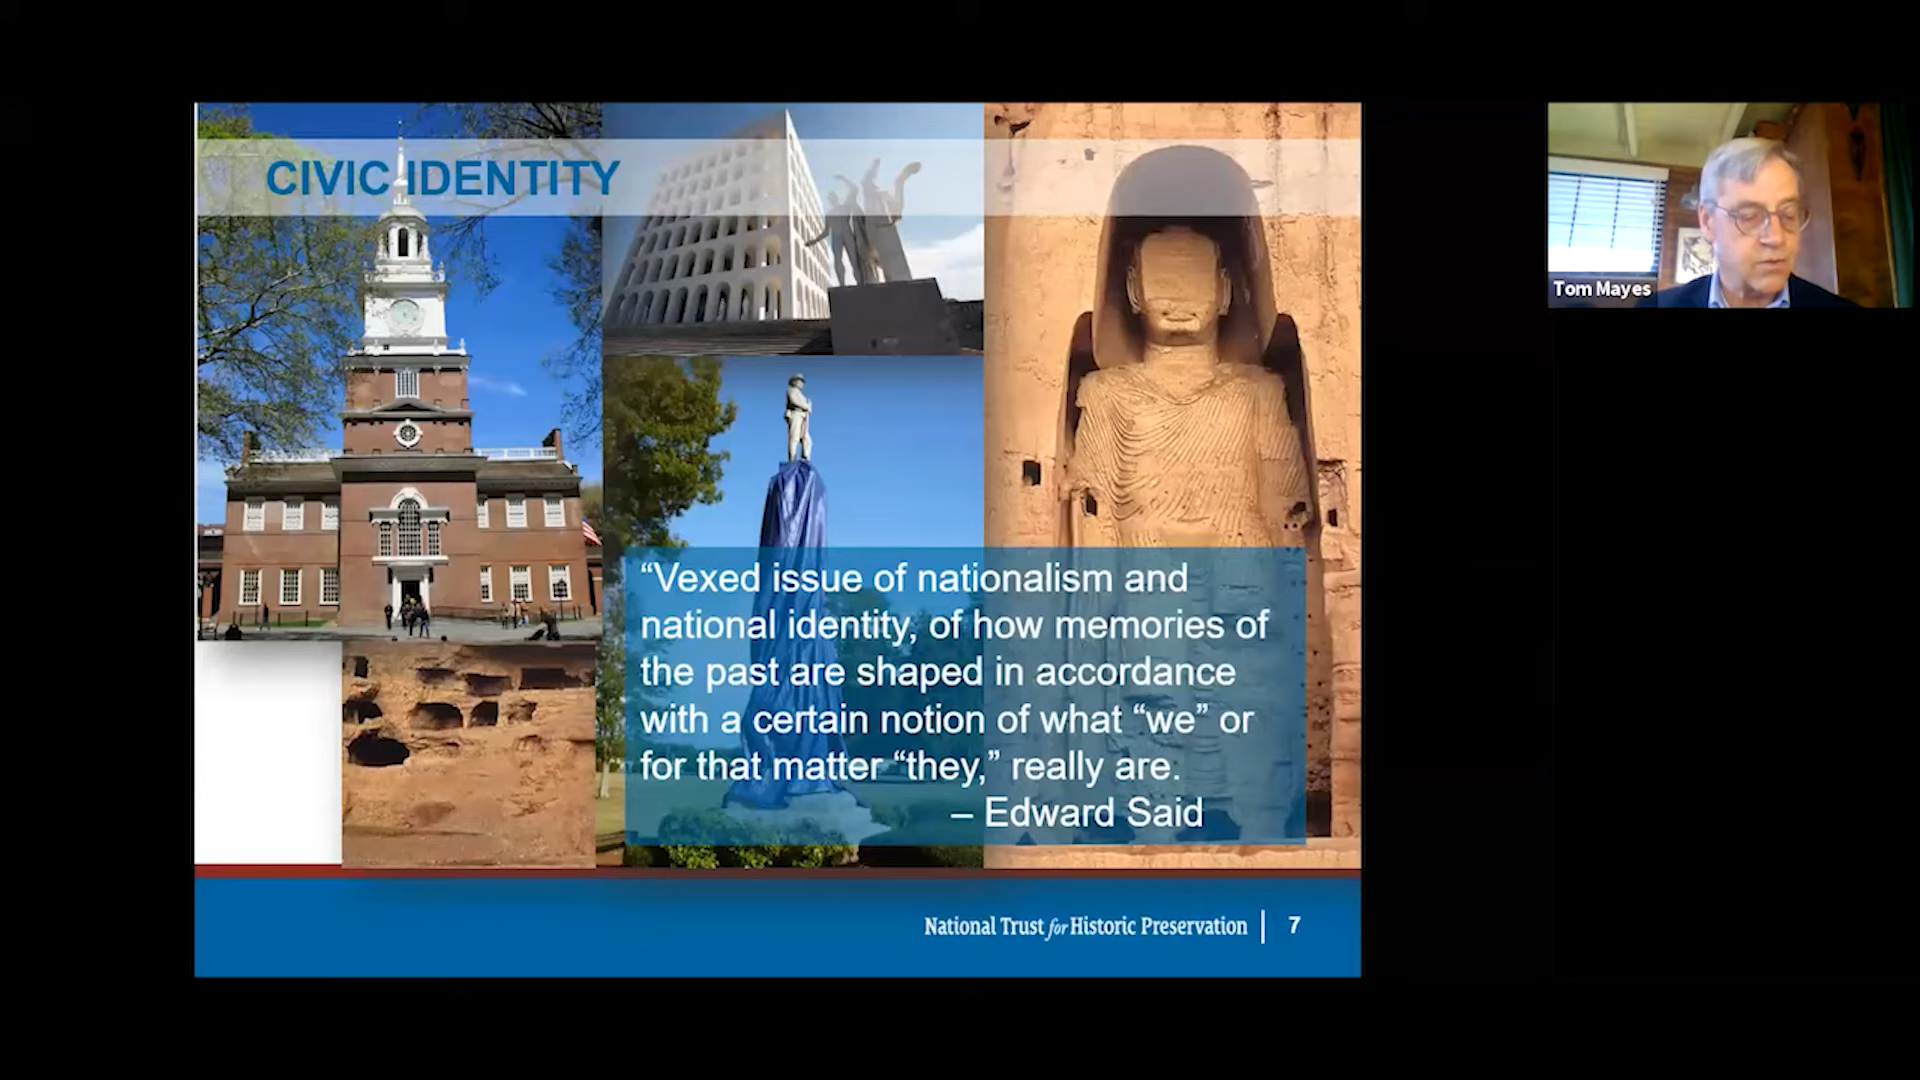 CIVIC IDENTITY
“Vexed issue of nationalism and
national identity, of how memories of
the past are shaped in accordance
with a certain notion of what “we” or
for that matter “they,” really are.
– Edward Said
National Trust for Historic Preservation | 7
Tom Mayes